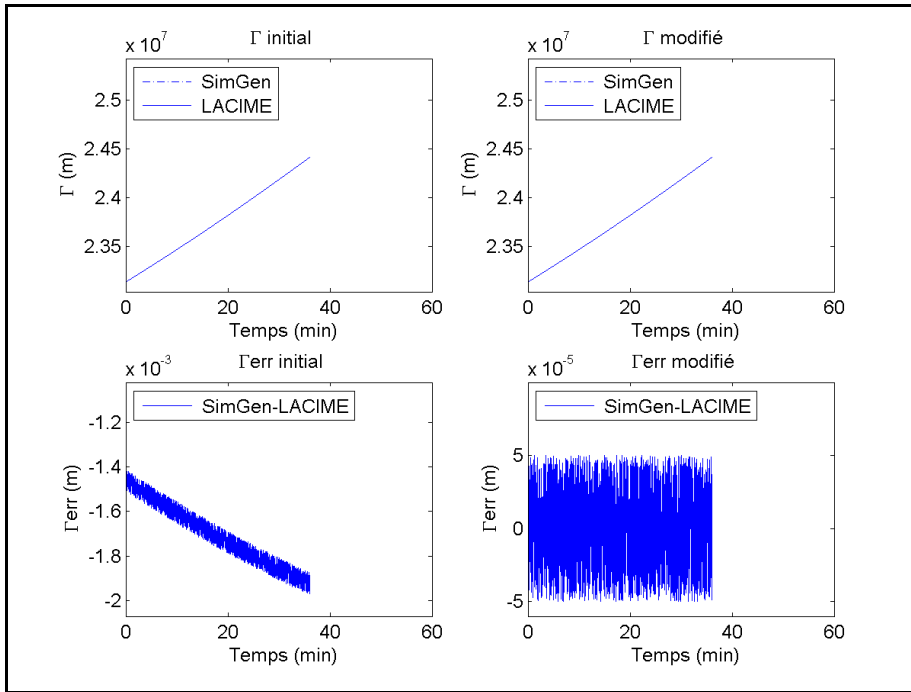 Γ initial
x 10^7
SimGen
LACIME
2.5
2.45
2.4
2.35
Γ (m)
0 20 40 60
Temps (min)
Γ modifié
x 10^7
SimGen
LACIME
2.5
2.45
2.4
2.35
Γ (m)
0 20 40 60
Temps (min)
Γerr initial
x 10^-3
SimGen-LACIME
-1.2
-1.4
-1.6
-1.8
-2
Γerr (m)
0 20 40 60
Temps (min)
Γerr modifié
x 10^-5
SimGen-LACIME
5
0
-5
Γerr (m)
0 20 40 60
Temps (min)